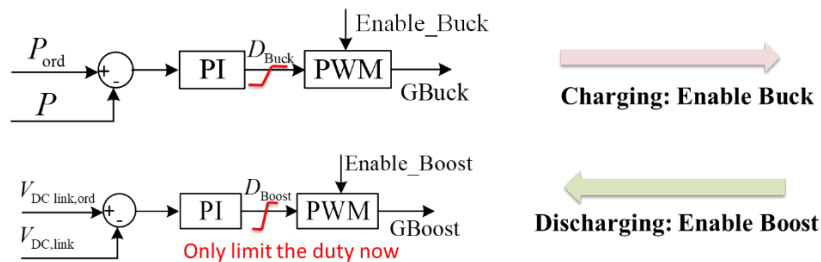 Enable_Buck
P_ord
+
-
PI
D_Buck
PWM
P
GBuck
Charging: Enable Buck
Enable_Boost
V_DC link,ord
+
-
PI
D_Boost
PWM
V_DC,link
GBoost
Only limit the duty now
Discharging: Enable Boost